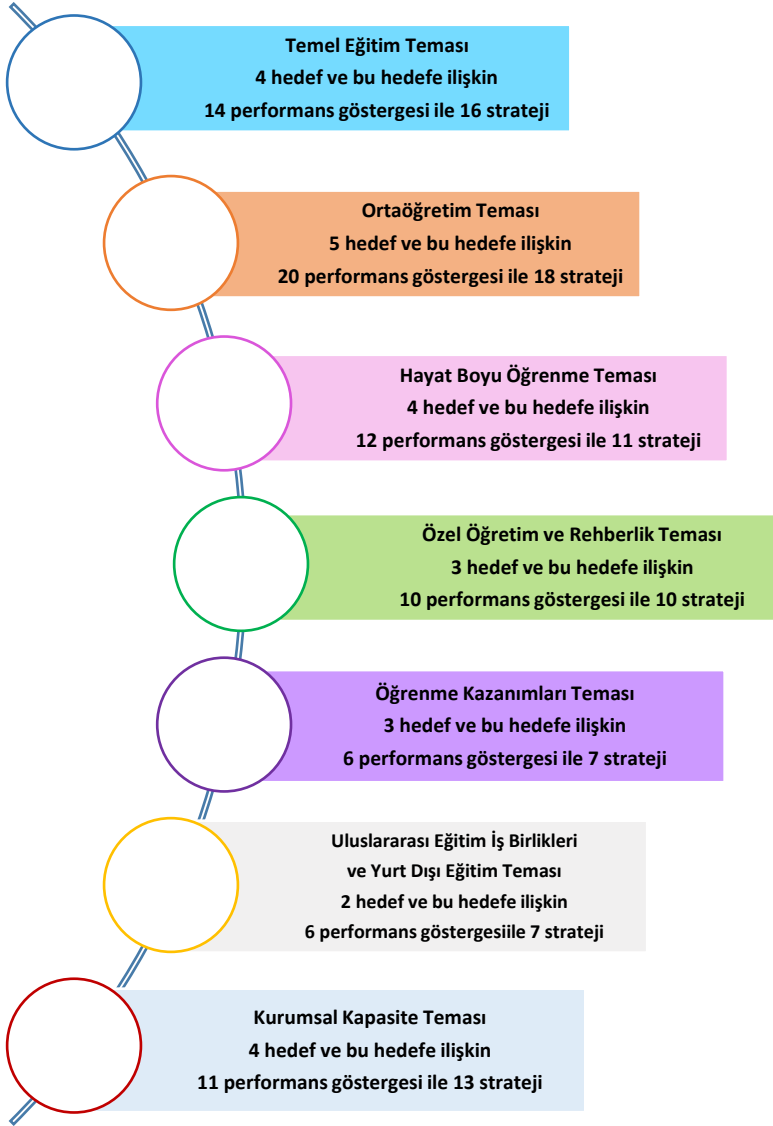 Temel Eğitim Teması
4 hedef ve bu hedefe ilişkin
14 performans göstergesi ile 16 strateji
Ortaöğretim Teması
5 hedef ve bu hedefe ilişkin
20 performans göstergesi ile 18 strateji
Hayat Boyu Öğrenme Teması
4 hedef ve bu hedefe ilişkin
12 performans göstergesi ile 11 strateji
Özel Öğretim ve Rehberlik Teması
3 hedef ve bu hedefe ilişkin
10 performans göstergesi ile 10 strateji
Öğrenme Kazanımları Teması
3 hedef ve bu hedefe ilişkin
6 performans göstergesi ile 7 strateji
Uluslararası Eğitim İş Birlikleri
ve Yurt Dışı Eğitim Teması
2 hedef ve bu hedefe ilişkin
6 performans göstergesiile 7 strateji
Kurumsal Kapasite Teması
4 hedef ve bu hedefe ilişkin
11 performans göstergesi ile 13 strateji